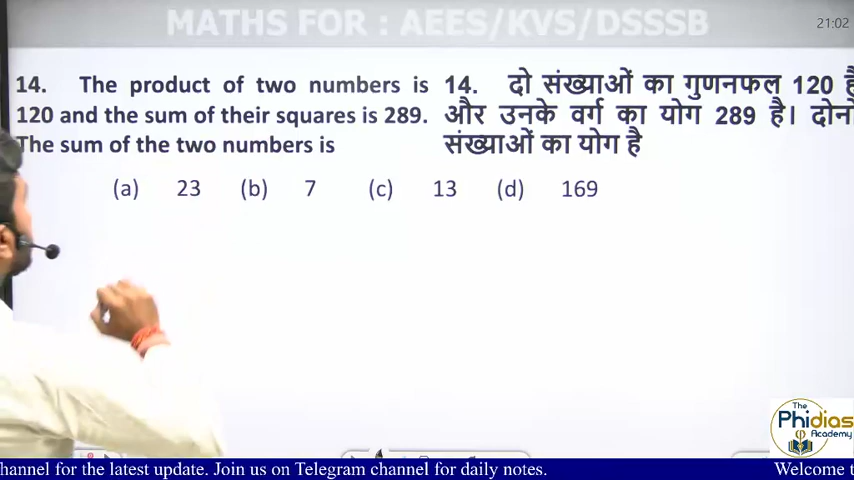 MATHS FOR : AEES/KVS/DSSSB
21:02
14. The product of two numbers is
120 and the sum of their squares is 289.
The sum of the two numbers is
14. दो संख्याओं का गुणनफल 120 है
और उनके वर्ग का योग 289 है। दोनों
संख्याओं का योग है
(a) 23 (b) 7 (c) 13 (d) 169
The
Phidias
Academy
hannel for the latest update. Join us on Telegram channel for daily notes.
Welcome t